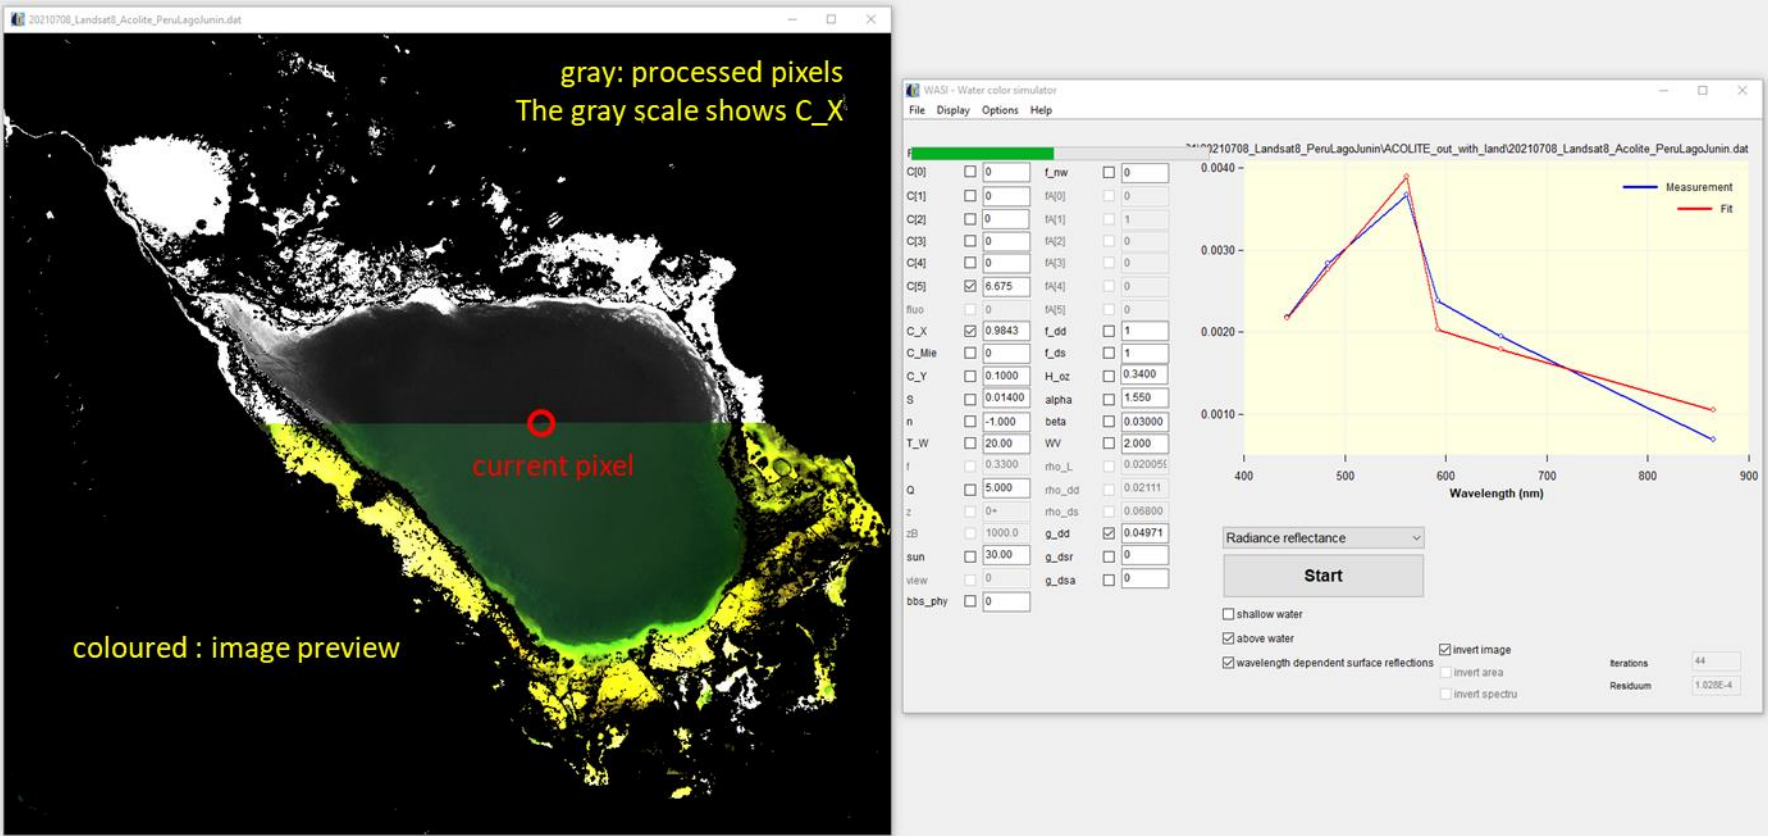 20210708_Landsat8_Acolite_PeruLagoJunin.dat
gray: processed pixels
The gray scale shows C_X
current pixel
coloured : image preview
WASI - Water color simulator
File Display Options Help
21\20210708_Landsat8_PeruLagoJunin\ACOLITE_out_with_land\20210708_Landsat8_Acolite_PeruLagoJunin.dat
C[0] 0 f_nw 0
C[1] 0 fA[0] 0
C[2] 0 fA[1] 1
C[3] 0 fA[2] 0
C[4] 0 fA[3] 0
C[5] 6.675 fA[4] 0
fluo 0 fA[5] 0
C_X 0.9843 f_dd 1
C_Mie 0 f_ds 1
C_Y 0.1000 H_oz 0.3400
S 0.01400 alpha 1.550
n -1.000 beta 0.03000
T_W 20.00 WV 2.000
f 0.3300 rho_L 0.020059
Q 5.000 rho_dd 0.02111
z 0+ rho_ds 0.06800
zB 1000.0 g_dd 0.04971
sun 30.00 g_dsr 0
view 0 g_dsa 0
bbs_phy 0
0.0040
0.0030
0.0020
0.0010
Measurement
Fit
400 500 600 700 800 900
Wavelength (nm)
Radiance reflectance
Start
shallow water
above water
wavelength dependent surface reflections
invert image
invert area
invert spectru
Iterations 44
Residuum 1.028E-4